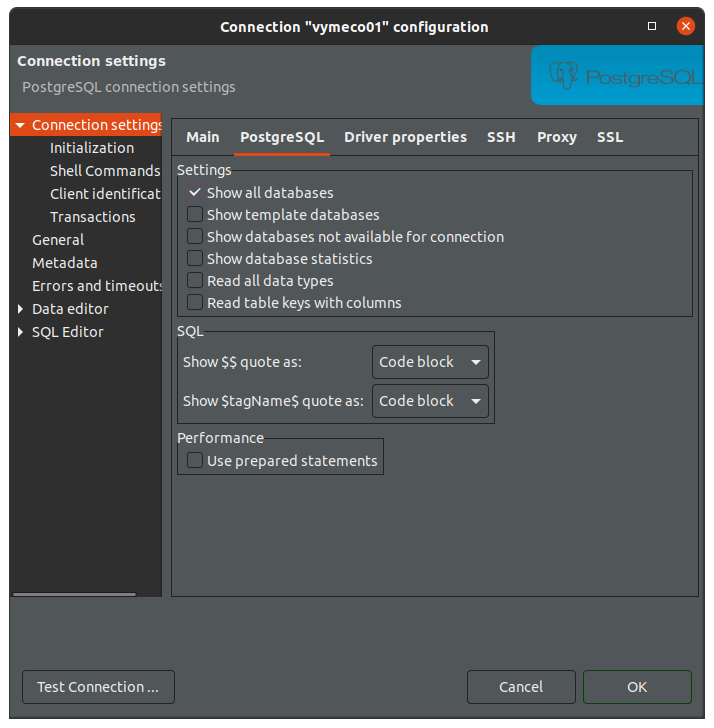 Connection "vymeco01" configuration
Connection settings
PostgreSQL connection settings
PostgreSQL
Connection settings
Initialization
Shell Commands
Client identificat
Transactions
General
Metadata
Errors and timeouts
Data editor
SQL Editor
Main PostgreSQL Driver properties SSH Proxy SSL
Settings
Show all databases
Show template databases
Show databases not available for connection
Show database statistics
Read all data types
Read table keys with columns
SQL
Show $$ quote as: Code block
Show $tagName$ quote as: Code block
Performance
Use prepared statements
Test Connection ... Cancel OK